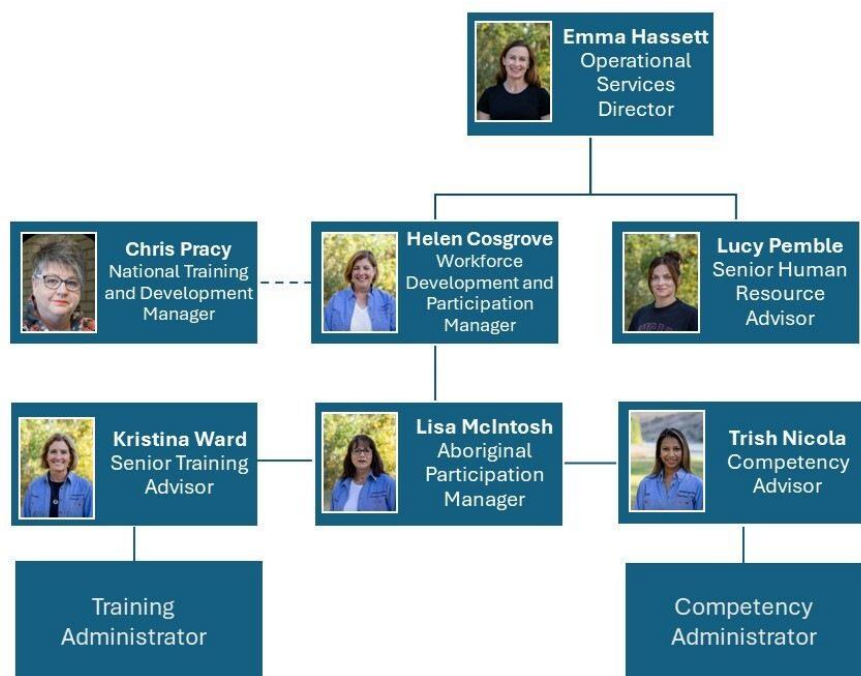 Emma Hassett
Operational
Services
Director
Chris Pracy
National Training
and Development
Manager
Helen Cosgrove
Workforce
Development and
Participation
Manager
Lucy Pemble
Senior Human
Resource
Advisor
Kristina Ward
Senior Training
Advisor
Lisa McIntosh
Aboriginal
Participation
Manager
Trish Nicola
Competency
Advisor
Training
Administrator
Competency
Administrator